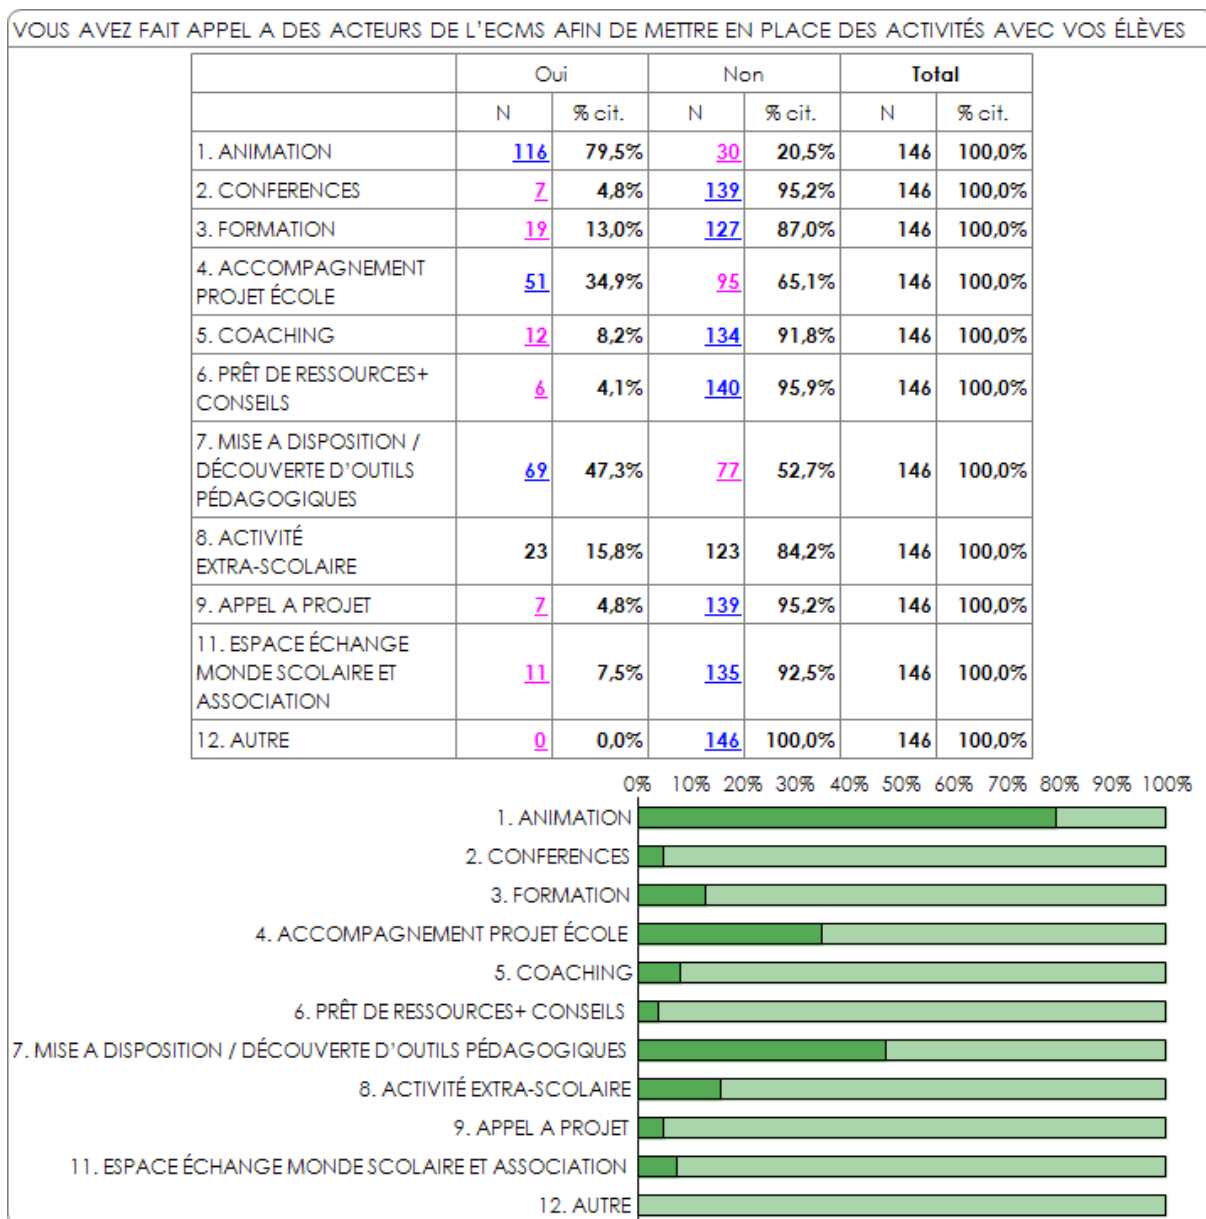 VOUS AVEZ FAIT APPEL A DES ACTEURS DE L'ECMS AFIN DE METTRE EN PLACE DES ACTIVITÉS AVEC VOS ÉLÈVES
Oui Non Total
N % cit. N % cit. N % cit.
1. ANIMATION 116 79,5% 30 20,5% 146 100,0%
2. CONFERENCES 7 4,8% 139 95,2% 146 100,0%
3. FORMATION 19 13,0% 127 87,0% 146 100,0%
4. ACCOMPAGNEMENT
PROJET ÉCOLE 51 34,9% 95 65,1% 146 100,0%
5. COACHING 12 8,2% 134 91,8% 146 100,0%
6. PRÊT DE RESSOURCES+
CONSEILS 6 4,1% 140 95,9% 146 100,0%
7. MISE A DISPOSITION /
DÉCOUVERTE D'OUTILS 69 47,3% 77 52,7% 146 100,0%
PÉDAGOGIQUES
8. ACTIVITÉ
EXTRA-SCOLAIRE 23 15,8% 123 84,2% 146 100,0%
9. APPEL A PROJET 7 4,8% 139 95,2% 146 100,0%
11. ESPACE ÉCHANGE
MONDE SCOLAIRE ET 11 7,5% 135 92,5% 146 100,0%
ASSOCIATION
12. AUTRE 0 0,0% 146 100,0% 146 100,0%
0% 10% 20% 30% 40% 50% 60% 70% 80% 90% 100%
1. ANIMATION
2. CONFERENCES
3. FORMATION
4. ACCOMPAGNEMENT PROJET ÉCOLE
5. COACHING
6. PRÊT DE RESSOURCES+ CONSEILS
7. MISE A DISPOSITION / DÉCOUVERTE D'OUTILS PÉDAGOGIQUES
8. ACTIVITÉ EXTRA-SCOLAIRE
9. APPEL A PROJET
11. ESPACE ÉCHANGE MONDE SCOLAIRE ET ASSOCIATION
12. AUTRE